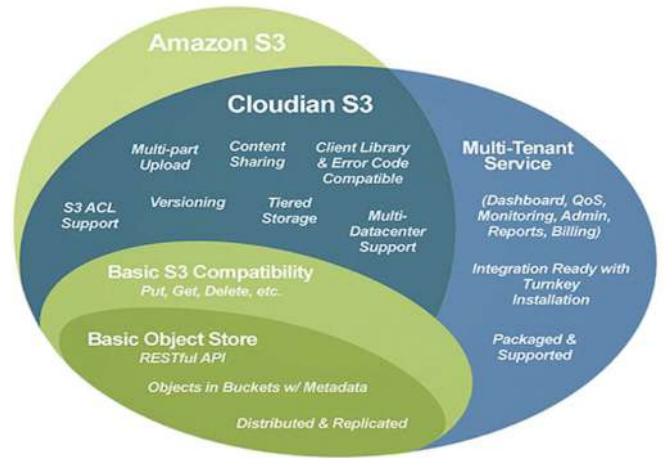 Amazon S3
Cloudian S3
Multi-part
Upload
Content
Sharing
Client Library
& Error Code
Compatible
S3 ACL
Support
Versioning
Tiered
Storage
Multi-
Datacenter
Support
Multi-Tenant
Service
(Dashboard, QoS,
Monitoring, Admin,
Reports, Billing)
Integration Ready with
Turnkey
Installation
Packaged &
Supported
Basic S3 Compatibility
Put, Get, Delete, etc.
Basic Object Store
RESTful API
Objects in Buckets w/ Metadata
Distributed & Replicated